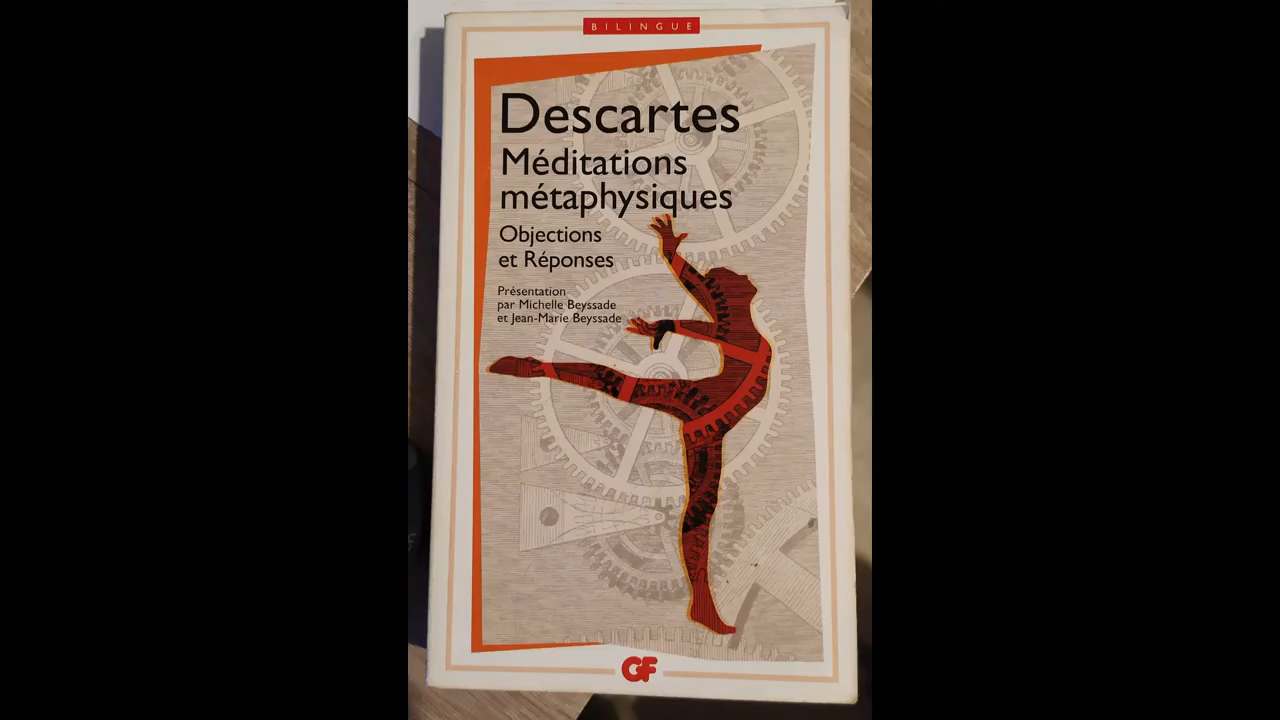 BILINGUE
Descartes
Méditations
métaphysiques
Objections
et Réponses
Présentation
par Michelle Beyssade
et Jean-Marie Beyssade
GF